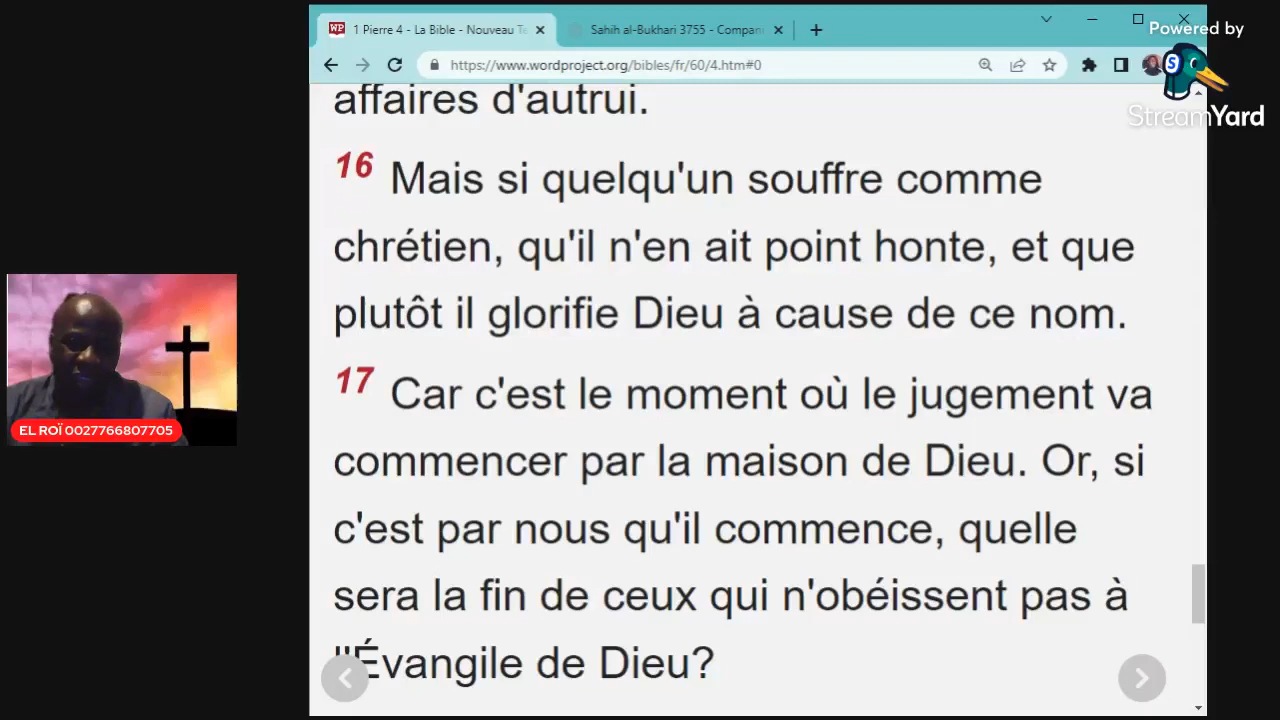 1 Pierre 4 - La Bible - Nouveau Te
Sahih al-Bukhari 3755 - Compani
Powered by
StreamYard
https://www.wordproject.org/bibles/fr/60/4.htm#0
affaires d'autrui.
16 Mais si quelqu'un souffre comme
chrétien, qu'il n'en ait point honte, et que
plutôt il glorifie Dieu à cause de ce nom.
17 Car c'est le moment où le jugement va
commencer par la maison de Dieu. Or, si
c'est par nous qu'il commence, quelle
sera la fin de ceux qui n'obéissent pas à
l'Évangile de Dieu?
EL ROÏ 0027766807705